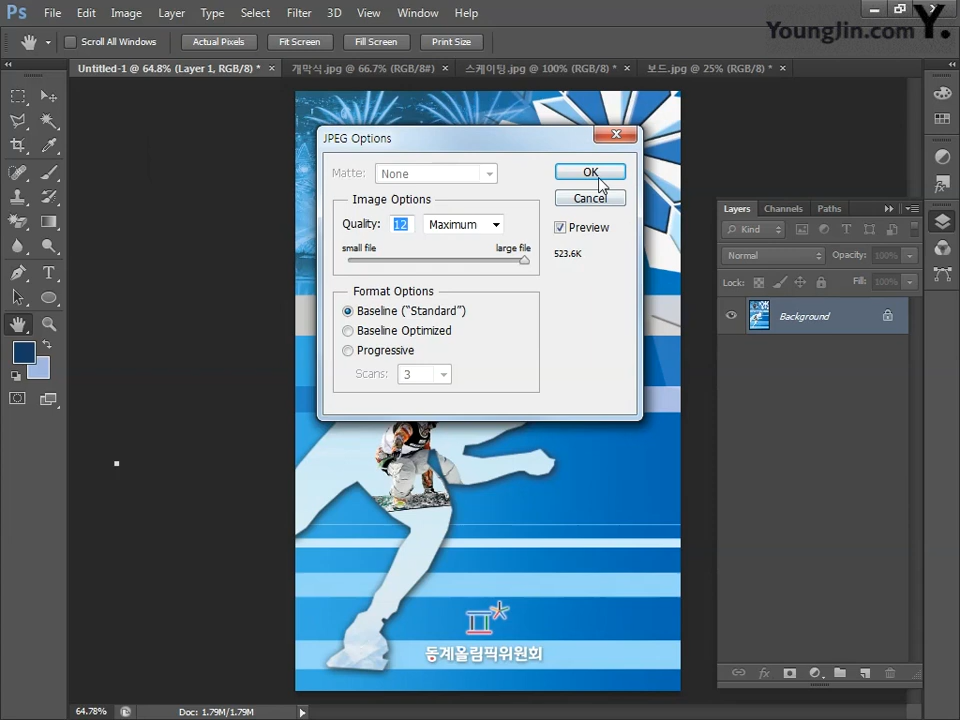 Ps File Edit Image Layer Type Select Filter 3D View Window Help
YoungJin.com Y.
Scroll All Windows Actual Pixels Fit Screen Fill Screen Print Size
Untitled-1 @ 64.8% (Layer 1, RGB/8) * × 개막식.jpg @ 66.7% (RGB/8#) × 스케이팅.jpg @ 100% (RGB/8) * × 보드.jpg @ 25% (RGB/8) * ×
JPEG Options
Matte: None
OK
Cancel
Preview
523.6K
Image Options
Quality: 12 Maximum
small file large file
Format Options
Baseline ("Standard")
Baseline Optimized
Progressive
Scans: 3
Layers Channels Paths
Kind
Normal Opacity: 100%
Lock: Fill: 100%
Background
동계올림픽위원회
64.78% Doc: 1.79M/1.79M